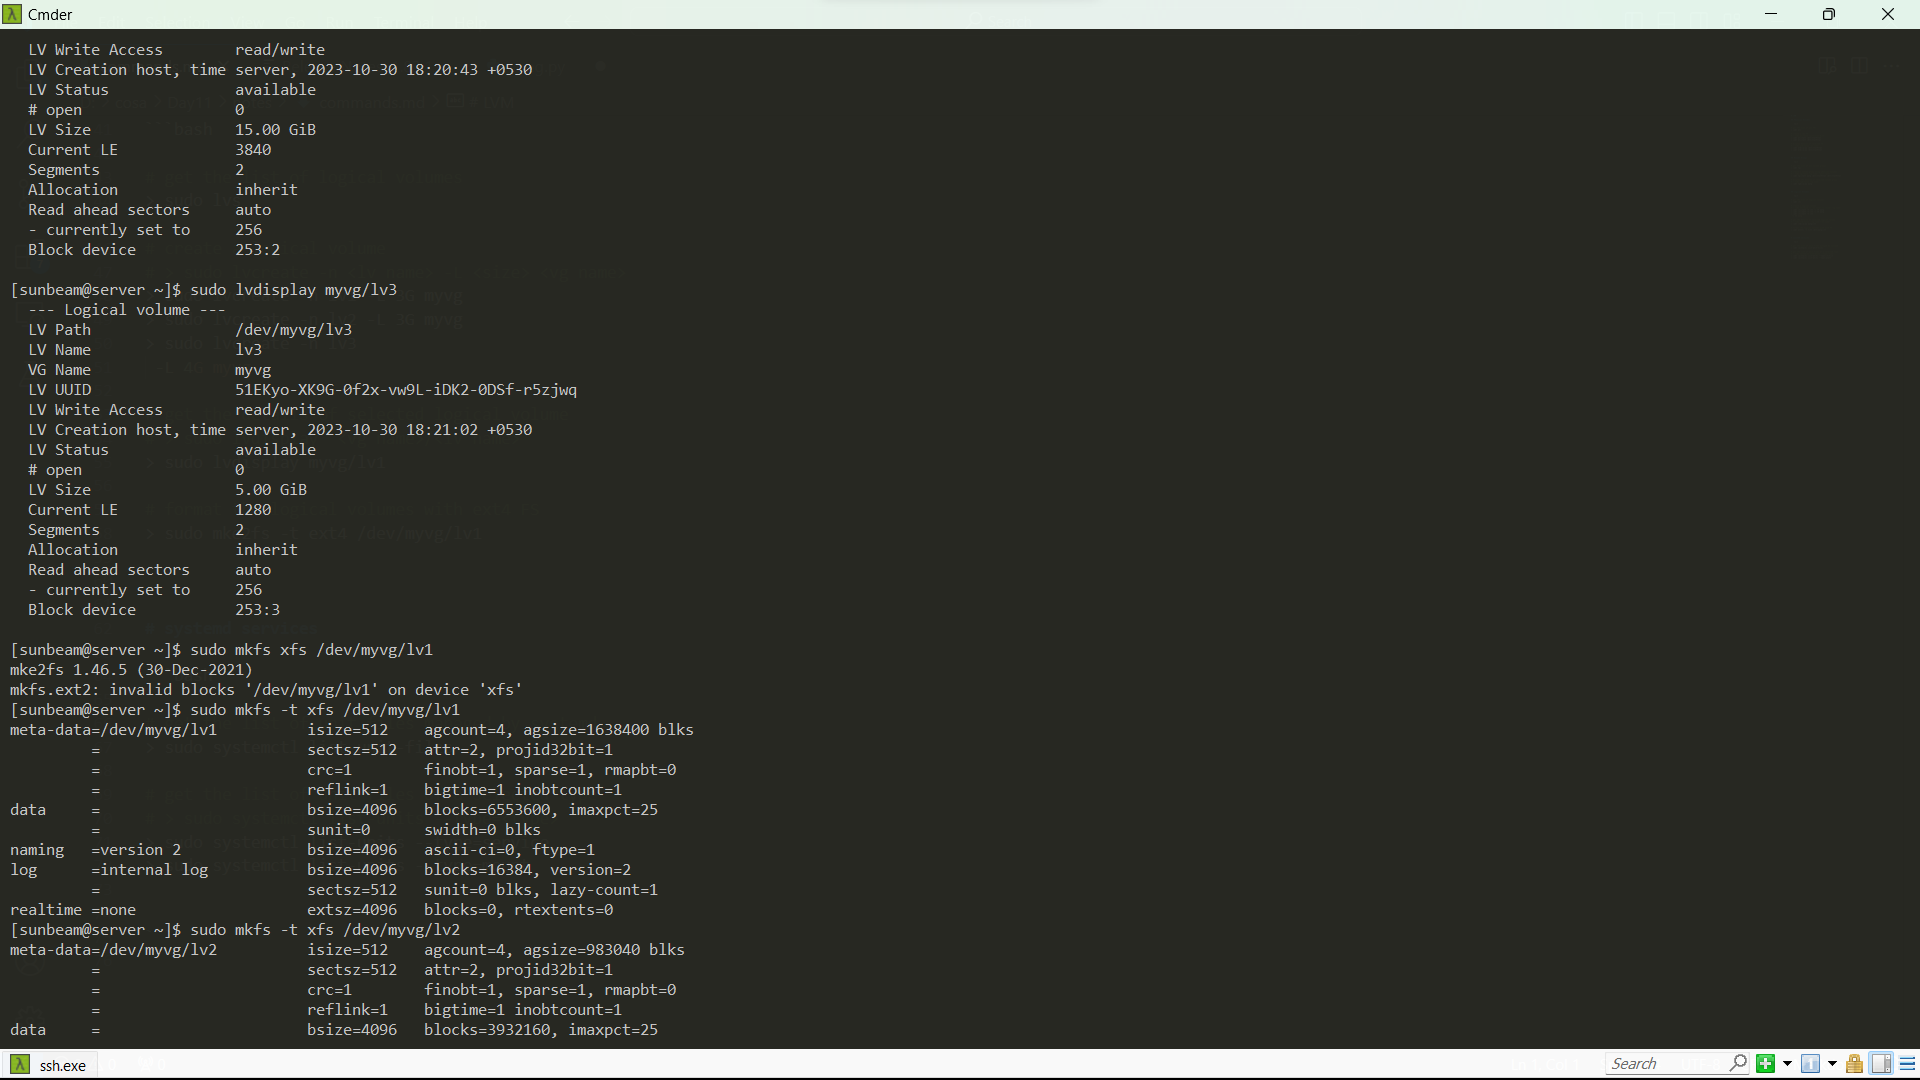 Cmder
LV Write Access        read/write
LV Creation host, time server, 2023-10-30 18:20:43 +0530
LV Status              available
# open                 0
LV Size                15.00 GiB
Current LE             3840
Segments               2
Allocation             inherit
Read ahead sectors     auto
- currently set to     256
Block device           253:2
[sunbeam@server ~]$ sudo lvdisplay myvg/lv3
--- Logical volume ---
LV Path                /dev/myvg/lv3
LV Name                lv3
VG Name                myvg
LV UUID                51EKyo-XK9G-0f2x-vw9L-iDK2-0DSf-r5zjwq
LV Write Access        read/write
LV Creation host, time server, 2023-10-30 18:21:02 +0530
LV Status              available
# open                 0
LV Size                5.00 GiB
Current LE             1280
Segments               2
Allocation             inherit
Read ahead sectors     auto
- currently set to     256
Block device           253:3
[sunbeam@server ~]$ sudo mkfs xfs /dev/myvg/lv1
mke2fs 1.46.5 (30-Dec-2021)
mkfs.ext2: invalid blocks '/dev/myvg/lv1' on device 'xfs'
[sunbeam@server ~]$ sudo mkfs -t xfs /dev/myvg/lv1
meta-data=/dev/myvg/lv1          isize=512    agcount=4, agsize=1638400 blks
         =                       sectsz=512   attr=2, projid32bit=1
         =                       crc=1        finobt=1, sparse=1, rmapbt=0
         =                       reflink=1    bigtime=1 inobtcount=1
data     =                       bsize=4096   blocks=6553600, imaxpct=25
         =                       sunit=0      swidth=0 blks
naming   =version 2              bsize=4096   ascii-ci=0, ftype=1
log      =internal log           bsize=4096   blocks=16384, version=2
         =                       sectsz=512   sunit=0 blks, lazy-count=1
realtime =none                   extsz=4096   blocks=0, rtextents=0
[sunbeam@server ~]$ sudo mkfs -t xfs /dev/myvg/lv2
meta-data=/dev/myvg/lv2          isize=512    agcount=4, agsize=983040 blks
         =                       sectsz=512   attr=2, projid32bit=1
         =                       crc=1        finobt=1, sparse=1, rmapbt=0
         =                       reflink=1    bigtime=1 inobtcount=1
data     =                       bsize=4096   blocks=3932160, imaxpct=25
ssh.exe
Search